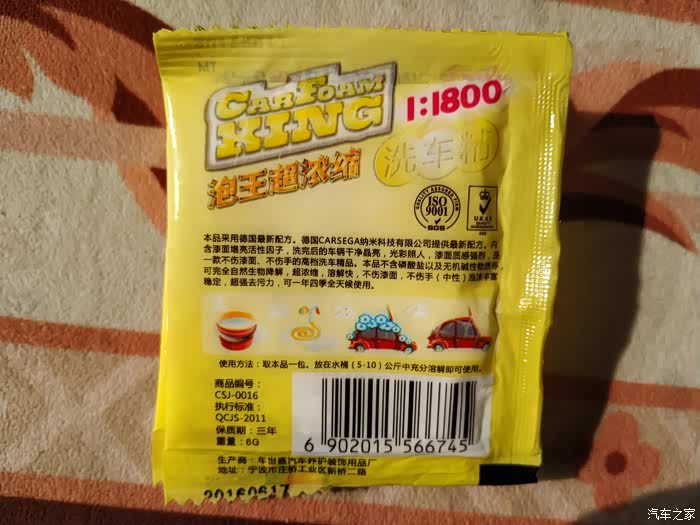 TM
CAR FOAM
KING
1:1800
泡王超浓缩
洗车粉
ISO
9001
SGS
UKAS
QUALITY
MANAGEMENT
本品采用德国最新配方。德国CARSEGA纳米科技有限公司提供最新配方。内
含漆面增亮活性因子，洗完后的车辆干净晶亮，光彩熊人，漆面质感强烈，是
一款不伤漆面、不伤手的高档洗车精品。本品不含磷酸盐以及无机碱性物质等，
可完全自然生物降解，超浓缩，溶解快，不伤漆面，不伤手（中性）泡沫丰富
稳定，超强去污力，可一年四季全天候使用。
使用方法：取本品一包。放在水桶（5-10）公斤中充分溶解即可使用。
商品编号：
CSJ-0016
执行标准：
QCJS-2011
保质期：三年
重量：6G
6 902015 566745
生产商：车世嘉汽车养护装饰用品厂
地址：宁波市庄桥工业区新桥二路
20160617
汽车之家